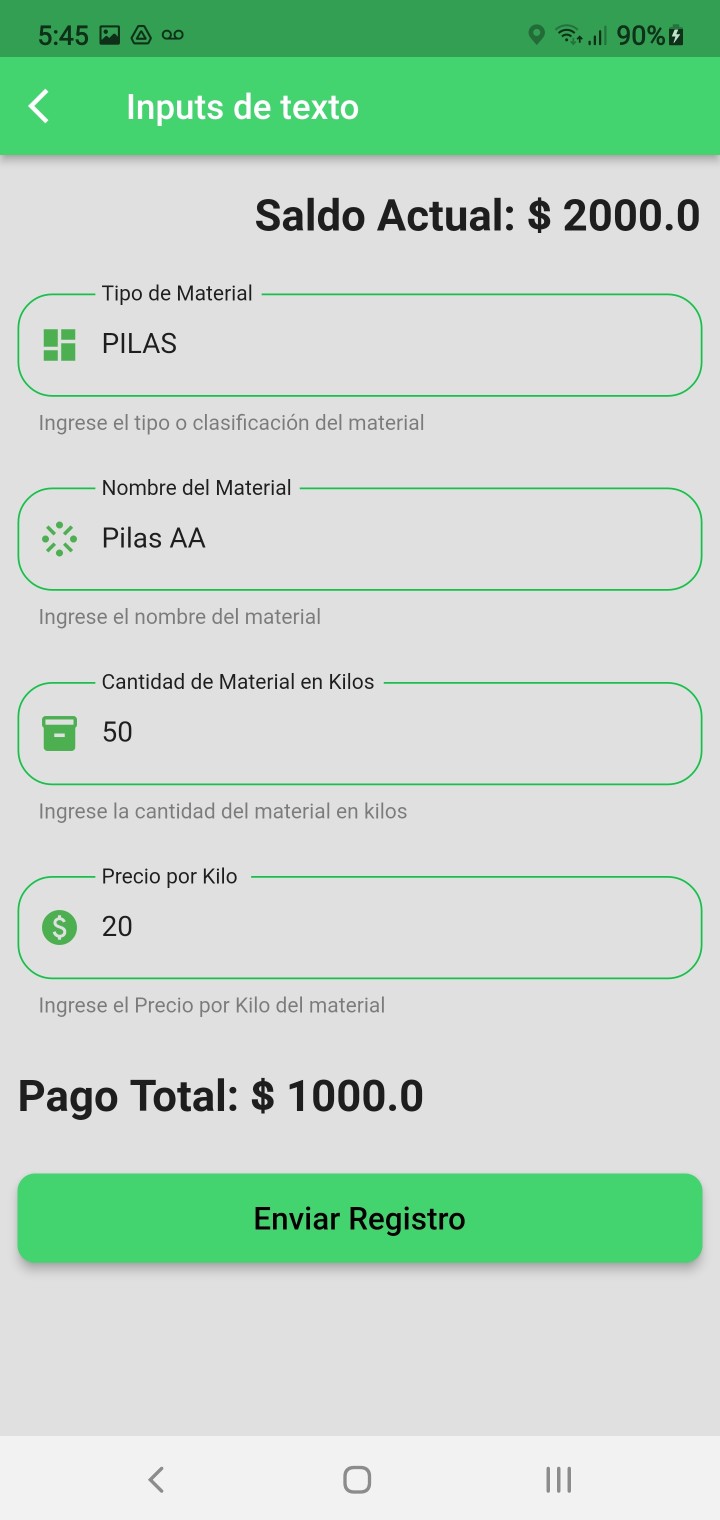 5:45 90%
Inputs de texto
Saldo Actual: $ 2000.0
Tipo de Material
PILAS
Ingrese el tipo o clasificación del material
Nombre del Material
Pilas AA
Ingrese el nombre del material
Cantidad de Material en Kilos
50
Ingrese la cantidad del material en kilos
Precio por Kilo
20
Ingrese el Precio por Kilo del material
Pago Total: $ 1000.0
Enviar Registro